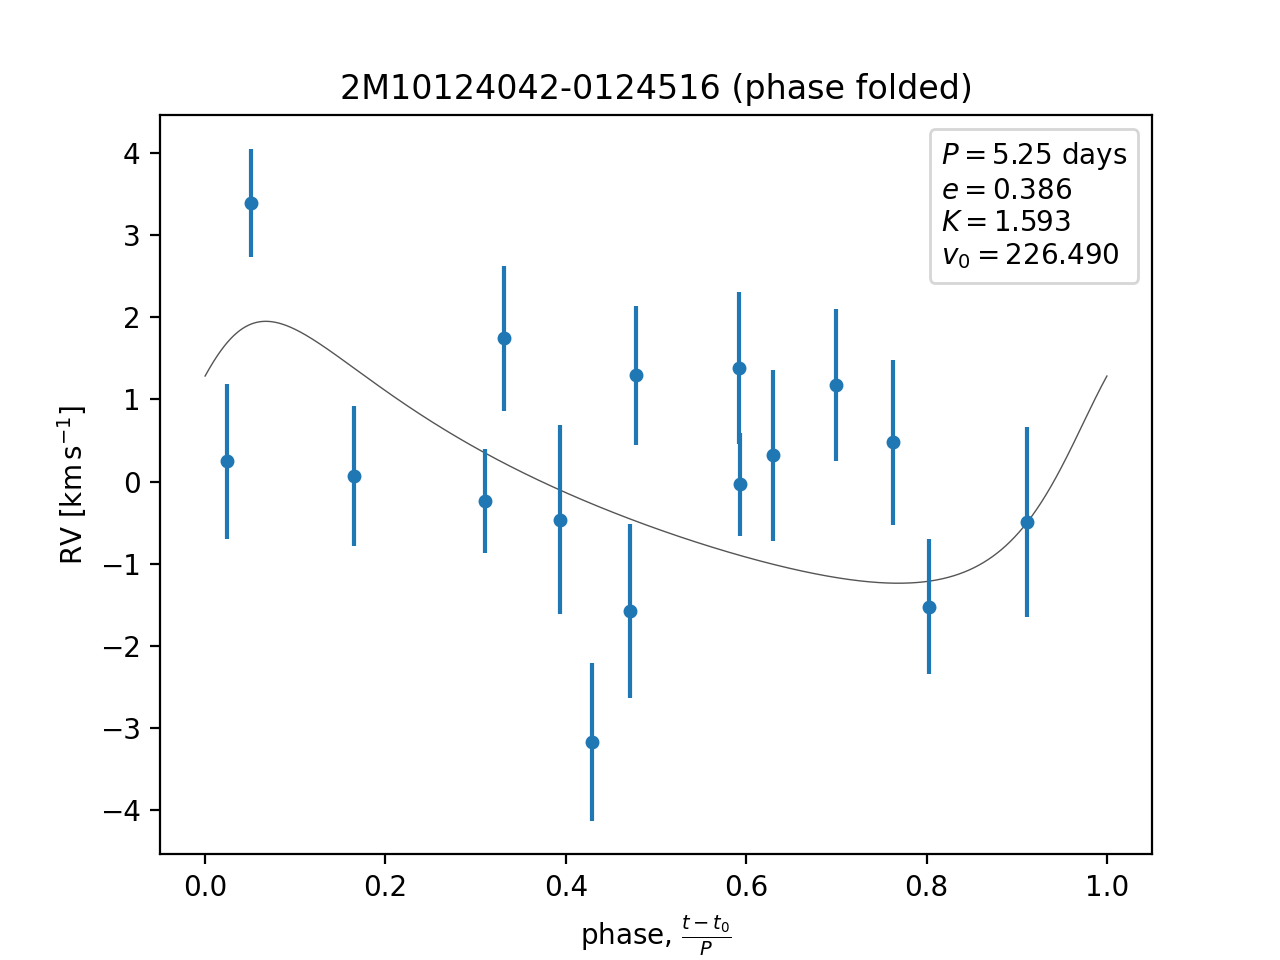 2M10124042-0124516 (phase folded)
P = 5.25 days
e = 0.386
K = 1.593
v₀ = 226.490
4
3
2
1
0
−1
−2
−3
−4
RV [km s⁻¹]
0.0 0.2 0.4 0.6 0.8 1.0
phase, (t − t₀)/P